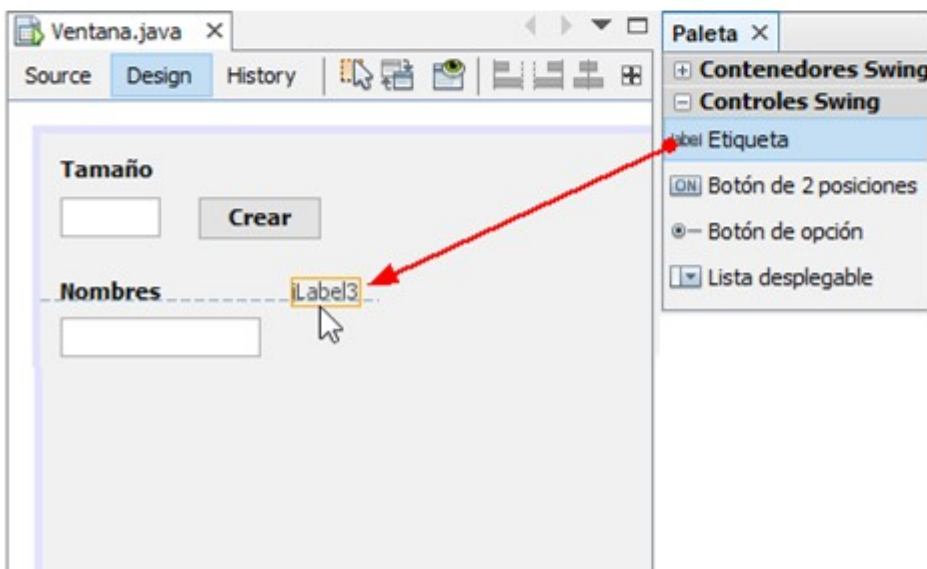 Ventana.java
Source Design History
Tamaño
Crear
Nombres jLabel3
Paleta
Contenedores Swing
Controles Swing
label Etiqueta
ON Botón de 2 posiciones
Botón de opción
Lista desplegable